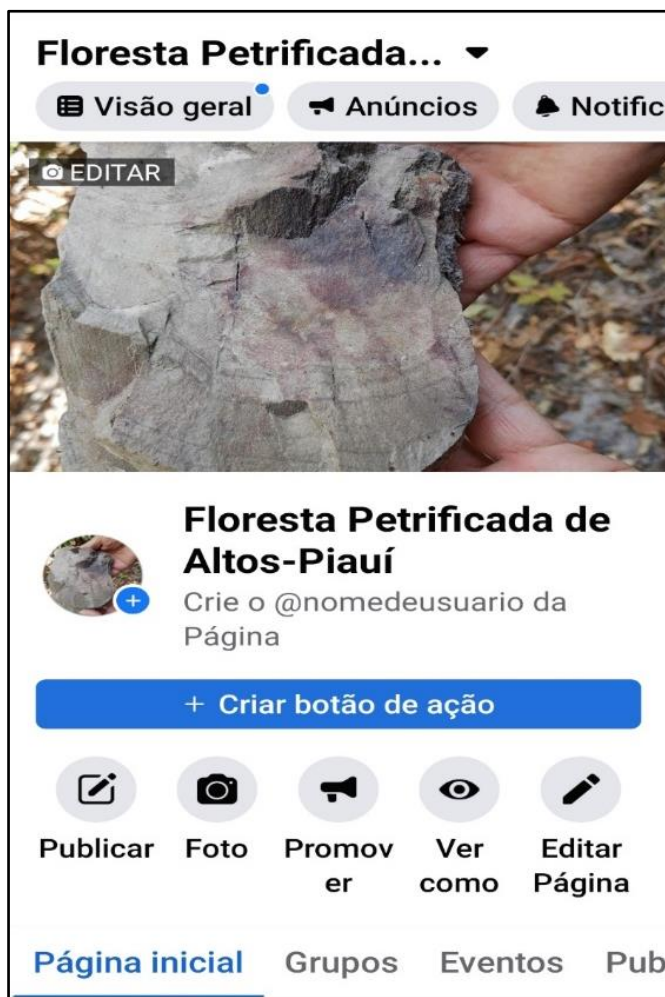 Floresta Petrificada...
Visão geral
Anúncios
Notific
EDITAR
Floresta Petrificada de
Altos-Piauí
Crie o @nomedeusuario da
Página
+ Criar botão de ação
Publicar
Foto
Promov
er
Ver
como
Editar
Página
Página inicial
Grupos
Eventos
Pub